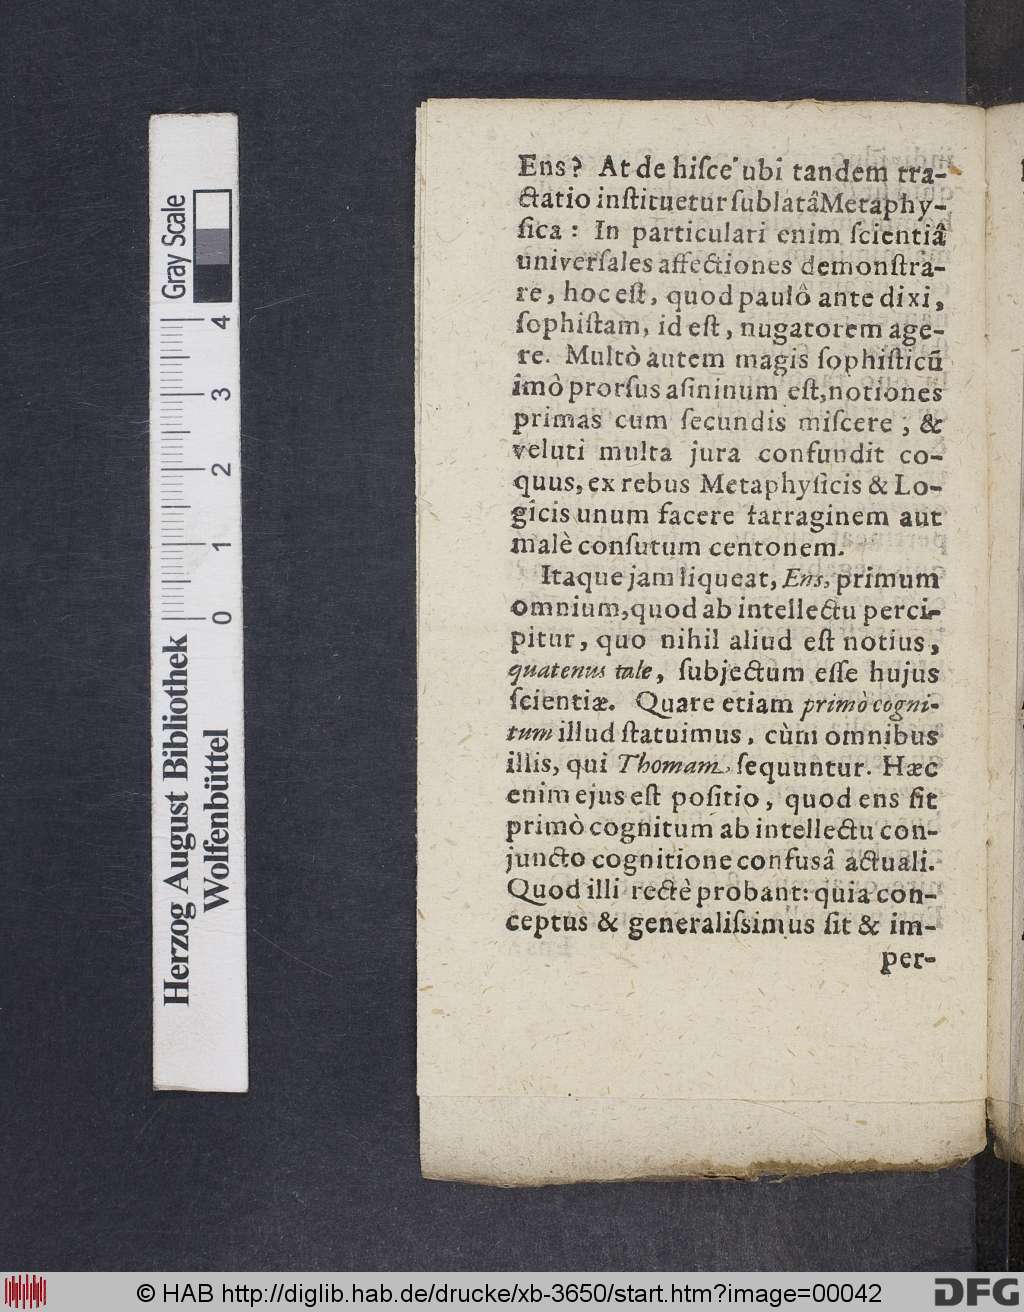 Ens? At de hiſce ubi tandem tra-
ctatio inſtituetur ſublatâ Metaphy-
ſica: In particulari enim ſcientiâ
univerſales affectiones demonſtra-
re, hoc eſt, quod paulô ante dixi,
ſophiſtam, id eſt, nugatorem age-
re. Multò autem magis ſophiſticũ
imò prorſus aſininum eſt, notiones
primas cum ſecundis miſcere; &
veluti multa jura confundit co-
quus, ex rebus Metaphyſicis & Lo-
gicis unum facere farraginem aut
malè conſutum centonem.
Itaque jam liqueat, Ens, primum
omnium, quod ab intellectu perci-
pitur, quo nihil aliud eſt notius,
quatenus tale, ſubjectum eſſe hujus
ſcientiæ. Quare etiam primò cogni-
tum illud ſtatuimus, cùm omnibus
illis, qui Thomam ſequuntur. Hæc
enim ejus eſt poſitio, quod ens ſit
primò cognitum ab intellectu con-
juncto cognitione confusâ actuali.
Quod illi rectè probant: quia con-
ceptus & generaliſsimus ſit & im-
per-
Gray Scale
4
3
2
1
0
Herzog August Bibliothek
Wolfenbüttel
© HAB http://diglib.hab.de/drucke/xb-3650/start.htm?image=00042
DFG